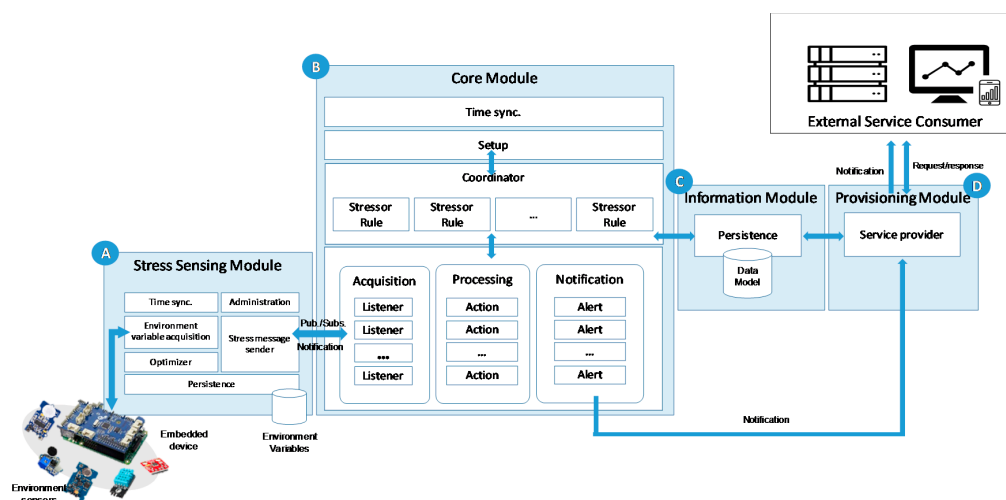 B
Core Module
Time sync.
Setup
Coordinator
Stressor
Rule
Stressor
Rule
...
Stressor
Rule
Acquisition
Listener
Listener
...
Listener
Processing
Action
Action
...
Action
Notification
Alert
Alert
...
Alert
A
Stress Sensing Module
Time sync.
Administration
Environment
variable acquisition
Stress message
sender
Optimizer
Persistence
Pub./Subs.
Notification
Embedded
device
Environment
Variables
Environment
sensors
C
Information Module
Persistence
Data
Model
D
Provisioning Module
Service provider
Notification
Request/response
External Service Consumer
Notification